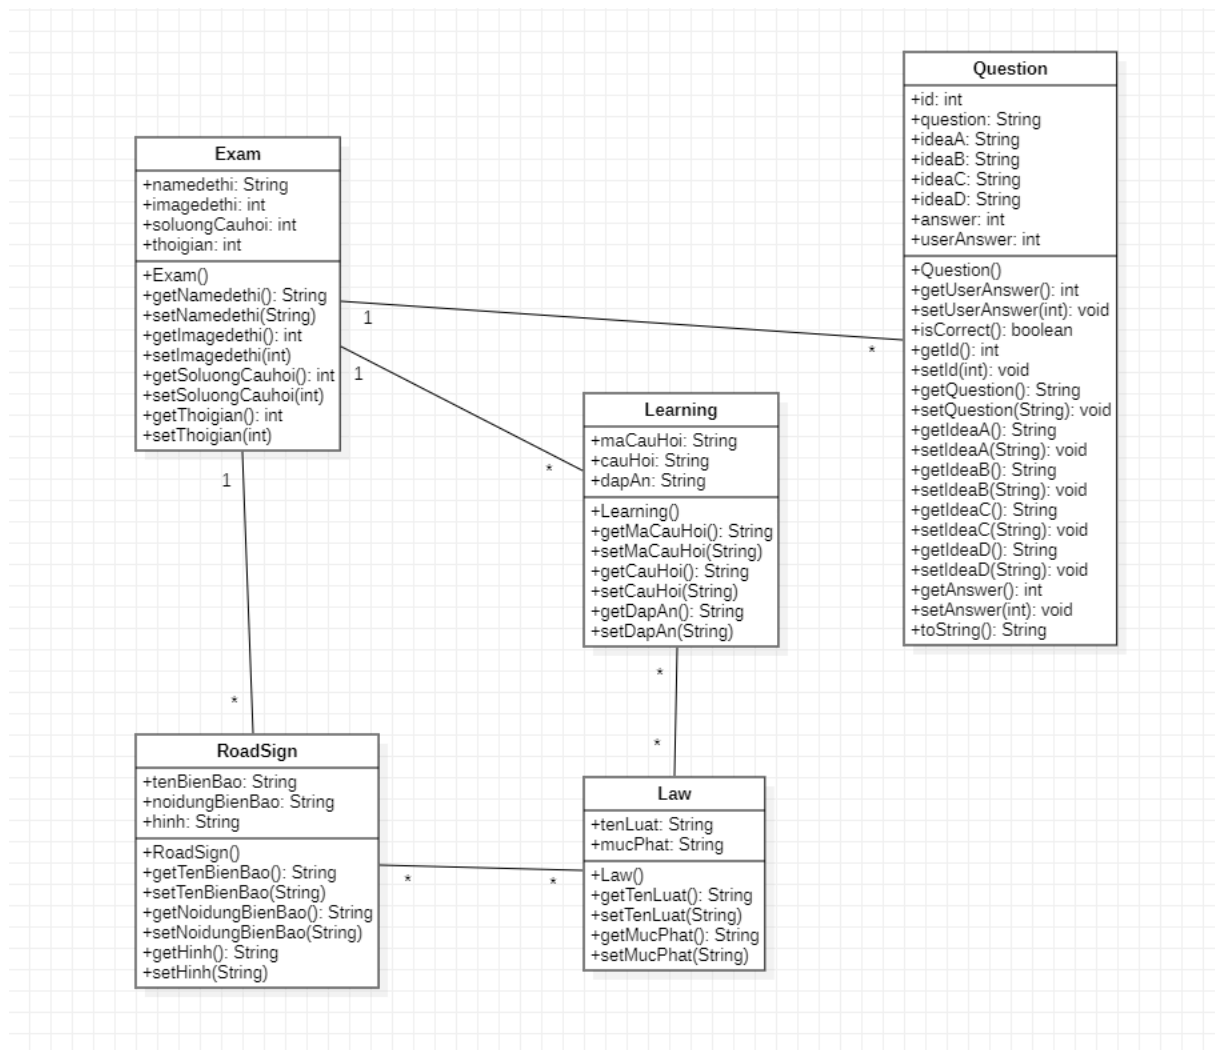 Exam
+namedethi: String
+imagedethi: int
+soluongCauhoi: int
+thoigian: int
+Exam()
+getNamedethi(): String
+setNamedethi(String)
+getImagedethi(): int
+setImagedethi(int)
+getSoluongCauhoi(): int
+setSoluongCauhoi(int)
+getThoigian(): int
+setThoigian(int)
1
*
1
*
1
*
Question
+id: int
+question: String
+ideaA: String
+ideaB: String
+ideaC: String
+ideaD: String
+answer: int
+userAnswer: int
+Question()
+getUserAnswer(): int
+setUserAnswer(int): void
+isCorrect(): boolean
+getId(): int
+setId(int): void
+getQuestion(): String
+setQuestion(String): void
+getIdeaA(): String
+setIdeaA(String): void
+getIdeaB(): String
+setIdeaB(String): void
+getIdeaC(): String
+setIdeaC(String): void
+getIdeaD(): String
+setIdeaD(String): void
+getAnswer(): int
+setAnswer(int): void
+toString(): String
Learning
+maCauHoi: String
+cauHoi: String
+dapAn: String
+Learning()
+getMaCauHoi(): String
+setMaCauHoi(String)
+getCauHoi(): String
+setCauHoi(String)
+getDapAn(): String
+setDapAn(String)
*
*
RoadSign
+tenBienBao: String
+noidungBienBao: String
+hinh: String
+RoadSign()
+getTenBienBao(): String
+setTenBienBao(String)
+getNoidungBienBao(): String
+setNoidungBienBao(String)
+getHinh(): String
+setHinh(String)
*
*
Law
+tenLuat: String
+mucPhat: String
+Law()
+getTenLuat(): String
+setTenLuat(String)
+getMucPhat(): String
+setMucPhat(String)